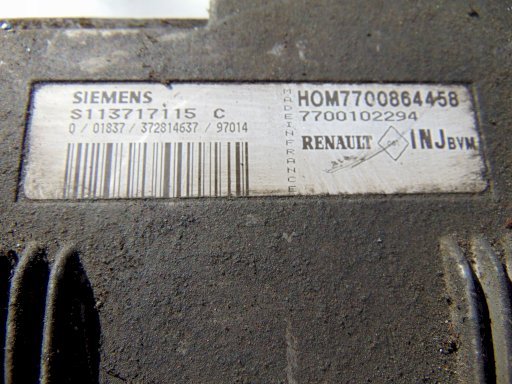 SIEMENS
S113717115 C
0 / 01837 / 372814637 / 97014
MADE IN FRANCE
HOM7700864458
7700102294
RENAULT INJ BVM